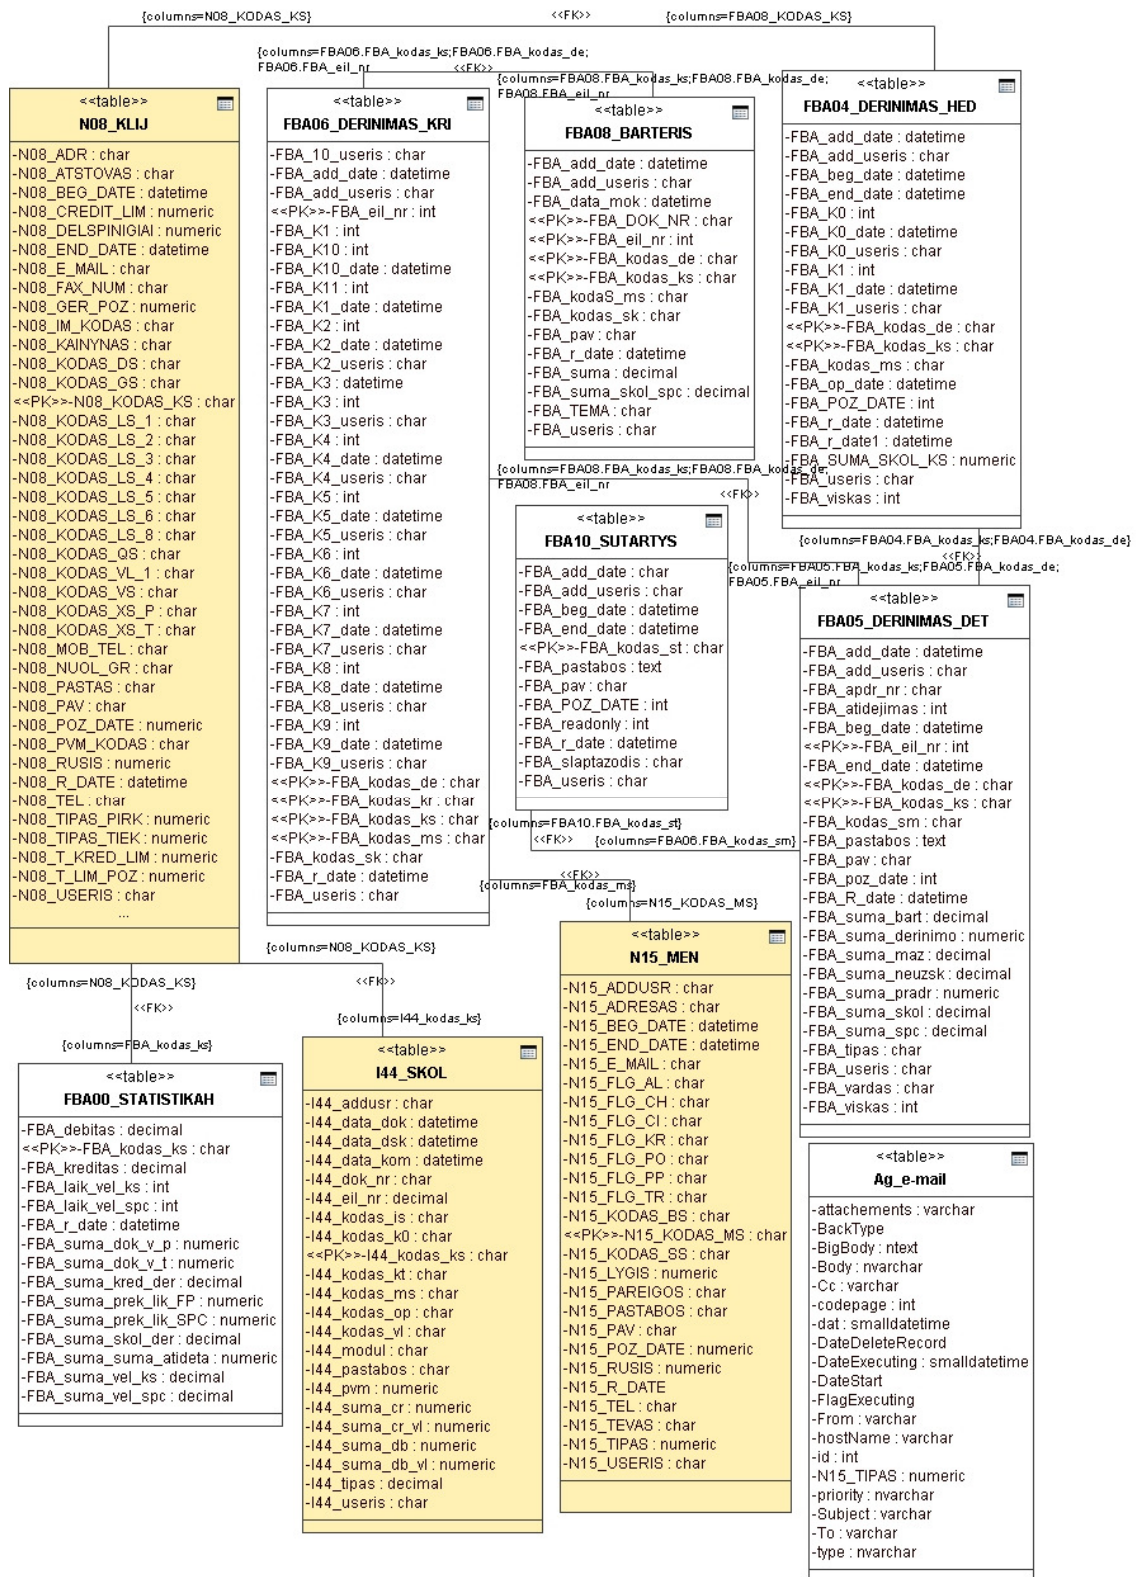 {columns=N08_KODAS_KS}
<<FK>>
{columns=FBA08_KODAS_KS}
{columns=FBA06.FBA_kodas_ks;FBA06.FBA_kodas_de;
FBA06.FBA_eil_nr
<<FK>>
{columns=FBA08.FBA_kodas_ks;FBA08.FBA_kodas_de;
FBA08.FBA_eil_nr
<<table>>
N08_KLIJ
-N08_ADR : char
-N08_ATSTOVAS : char
-N08_BEG_DATE : datetime
-N08_CREDIT_LIM : numeric
-N08_DELSPINIGIAI : numeric
-N08_END_DATE : datetime
-N08_E_MAIL : char
-N08_FAX_NUM : char
-N08_GER_POZ : numeric
-N08_IM_KODAS : char
-N08_KAINYNAS : char
-N08_KODAS_DS : char
-N08_KODAS_GS : char
<<PK>>-N08_KODAS_KS : char
-N08_KODAS_LS_1 : char
-N08_KODAS_LS_2 : char
-N08_KODAS_LS_3 : char
-N08_KODAS_LS_4 : char
-N08_KODAS_LS_5 : char
-N08_KODAS_LS_6 : char
-N08_KODAS_LS_8 : char
-N08_KODAS_QS : char
-N08_KODAS_VL_1 : char
-N08_KODAS_VS : char
-N08_KODAS_XS_P : char
-N08_KODAS_XS_T : char
-N08_MOB_TEL : char
-N08_NUOL_GR : char
-N08_PASTAS : char
-N08_PAV : char
-N08_POZ_DATE : numeric
-N08_PVM_KODAS : char
-N08_RUSIS : numeric
-N08_R_DATE : datetime
-N08_TEL : char
-N08_TIPAS_PIRK : numeric
-N08_TIPAS_TIEK : numeric
-N08_T_KRED_LIM : numeric
-N08_T_LIM_POZ : numeric
-N08_USERIS : char
...
<<table>>
FBA06_DERINIMAS_KRI
-FBA_10_useris : char
-FBA_add_date : datetime
-FBA_add_useris : char
<<PK>>-FBA_eil_nr : int
-FBA_K1 : int
-FBA_K10 : int
-FBA_K10_date : datetime
-FBA_K11 : int
-FBA_K1_date : datetime
-FBA_K2 : int
-FBA_K2_date : datetime
-FBA_K2_useris : char
-FBA_K3 : datetime
-FBA_K3 : int
-FBA_K3_useris : char
-FBA_K4 : int
-FBA_K4_date : datetime
-FBA_K4_useris : char
-FBA_K5 : int
-FBA_K5_date : datetime
-FBA_K5_useris : char
-FBA_K6 : int
-FBA_K6_date : datetime
-FBA_K6_useris : char
-FBA_K7 : int
-FBA_K7_date : datetime
-FBA_K7_useris : char
-FBA_K8 : int
-FBA_K8_date : datetime
-FBA_K8_useris : char
-FBA_K9 : int
-FBA_K9_date : datetime
-FBA_K9_useris : char
<<PK>>-FBA_kodas_de : char
<<PK>>-FBA_kodas_kr : char
<<PK>>-FBA_kodas_ks : char
<<PK>>-FBA_kodas_ms : char
-FBA_kodas_sk : char
-FBA_r_date : datetime
-FBA_useris : char
<<table>>
FBA08_BARTERIS
-FBA_add_date : datetime
-FBA_add_useris : char
-FBA_data_mok : datetime
<<PK>>-FBA_DOK_NR : char
<<PK>>-FBA_eil_nr : int
<<PK>>-FBA_kodas_de : char
<<PK>>-FBA_kodas_ks : char
-FBA_kodaS_ms : char
-FBA_kodas_sk : char
-FBA_pav : char
-FBA_r_date : datetime
-FBA_suma : decimal
-FBA_suma_skol_spc : decimal
-FBA_TEMA : char
-FBA_useris : char
<<table>>
FBA04_DERINIMAS_HED
-FBA_add_date : datetime
-FBA_add_useris : char
-FBA_beg_date : datetime
-FBA_end_date : datetime
-FBA_K0 : int
-FBA_K0_date : datetime
-FBA_K0_useris : char
-FBA_K1 : int
-FBA_K1_date : datetime
-FBA_K1_useris : char
<<PK>>-FBA_kodas_de : char
<<PK>>-FBA_kodas_ks : char
-FBA_kodas_ms : char
-FBA_op_date : datetime
-FBA_POZ_DATE : int
-FBA_r_date : datetime
-FBA_r_date1 : datetime
-FBA_SUMA_SKOL_KS : numeric
-FBA_useris : char
-FBA_viskas : int
{columns=FBA08.FBA_kodas_ks;FBA08.FBA_kodas_de;
FBA08.FBA_eil_nr
<<FK>>
<<table>>
FBA10_SUTARTYS
-FBA_add_date : char
-FBA_add_useris : char
-FBA_beg_date : datetime
-FBA_end_date : datetime
<<PK>>-FBA_kodas_st : char
-FBA_pastabos : text
-FBA_pav : char
-FBA_POZ_DATE : int
-FBA_readonly : int
-FBA_r_date : datetime
-FBA_slaptazodis : char
-FBA_useris : char
{columns=FBA04.FBA_kodas_ks;FBA04.FBA_kodas_de}
<<FK>>
{columns=FBA05.FBA_kodas_ks;FBA05.FBA_kodas_de;
FBA05.FBA_eil_nr
<<table>>
FBA05_DERINIMAS_DET
-FBA_add_date : datetime
-FBA_add_useris : char
-FBA_apdr_nr : char
-FBA_atidejimas : int
-FBA_beg_date : datetime
<<PK>>-FBA_eil_nr : int
-FBA_end_date : datetime
<<PK>>-FBA_kodas_de : char
<<PK>>-FBA_kodas_ks : char
-FBA_kodas_sm : char
-FBA_pastabos : text
-FBA_pav : char
-FBA_poz_date : int
-FBA_R_date : datetime
-FBA_suma_bart : decimal
-FBA_suma_derinimo : numeric
-FBA_suma_maz : decimal
-FBA_suma_neuzsk : decimal
-FBA_suma_pradr : numeric
-FBA_suma_skol : decimal
-FBA_suma_spc : decimal
-FBA_tipas : char
-FBA_useris : char
-FBA_vardas : char
-FBA_viskas : int
{columns=FBA10.FBA_kodas_st}
<<FK>>
{columns=FBA06.FBA_kodas_sm}
<<FK>>
{columns=FBA_kodas_ms}
{columns=N15_KODAS_MS}
{columns=N08_KODAS_KS}
{columns=N08_KODAS_KS}
<<FK>>
<<FK>>
{columns=I44_kodas_ks}
{columns=FBA_kodas_ks}
<<table>>
FBA00_STATISTIKAH
-FBA_debitas : decimal
<<PK>>-FBA_kodas_ks : char
-FBA_kreditas : decimal
-FBA_laik_vel_ks : int
-FBA_laik_vel_spc : int
-FBA_r_date : datetime
-FBA_suma_dok_v_p : numeric
-FBA_suma_dok_v_t : numeric
-FBA_suma_kred_der : decimal
-FBA_suma_prek_lik_FP : numeric
-FBA_suma_prek_lik_SPC : numeric
-FBA_suma_skol_der : decimal
-FBA_suma_suma_atideta : numeric
-FBA_suma_vel_ks : decimal
-FBA_suma_vel_spc : decimal
<<table>>
I44_SKOL
-I44_addusr : char
-I44_data_dok : datetime
-I44_data_dsk : datetime
-I44_data_kom : datetime
-I44_dok_nr : char
-I44_eil_nr : decimal
-I44_kodas_is : char
-I44_kodas_k0 : char
<<PK>>-I44_kodas_ks : char
-I44_kodas_kt : char
-I44_kodas_ms : char
-I44_kodas_op : char
-I44_kodas_vl : char
-I44_modul : char
-I44_pastabos : char
-I44_pvm : numeric
-I44_suma_cr : numeric
-I44_suma_cr_vl : numeric
-I44_suma_db : numeric
-I44_suma_db_vl : numeric
-I44_tipas : decimal
-I44_useris : char
<<table>>
N15_MEN
-N15_ADDUSR : char
-N15_ADRESAS : char
-N15_BEG_DATE : datetime
-N15_END_DATE : datetime
-N15_E_MAIL : char
-N15_FLG_AL : char
-N15_FLG_CH : char
-N15_FLG_CI : char
-N15_FLG_KR : char
-N15_FLG_PO : char
-N15_FLG_PP : char
-N15_FLG_TR : char
-N15_KODAS_BS : char
<<PK>>-N15_KODAS_MS : char
-N15_KODAS_SS : char
-N15_LYGIS : numeric
-N15_PAREIGOS : char
-N15_PASTABOS : char
-N15_PAV : char
-N15_POZ_DATE : numeric
-N15_RUSIS : numeric
-N15_R_DATE
-N15_TEL : char
-N15_TEVAS : char
-N15_TIPAS : numeric
-N15_USERIS : char
<<table>>
Ag_e-mail
-attachements : varchar
-BackType
-BigBody : ntext
-Body : nvarchar
-Cc : varchar
-codepage : int
-dat : smalldatetime
-DateDeleteRecord
-DateExecuting : smalldatetime
-DateStart
-FlagExecuting
-From : varchar
-hostName : varchar
-id : int
-N15_TIPAS : numeric
-priority : nvarchar
-Subject : varchar
-To : varchar
-type : nvarchar